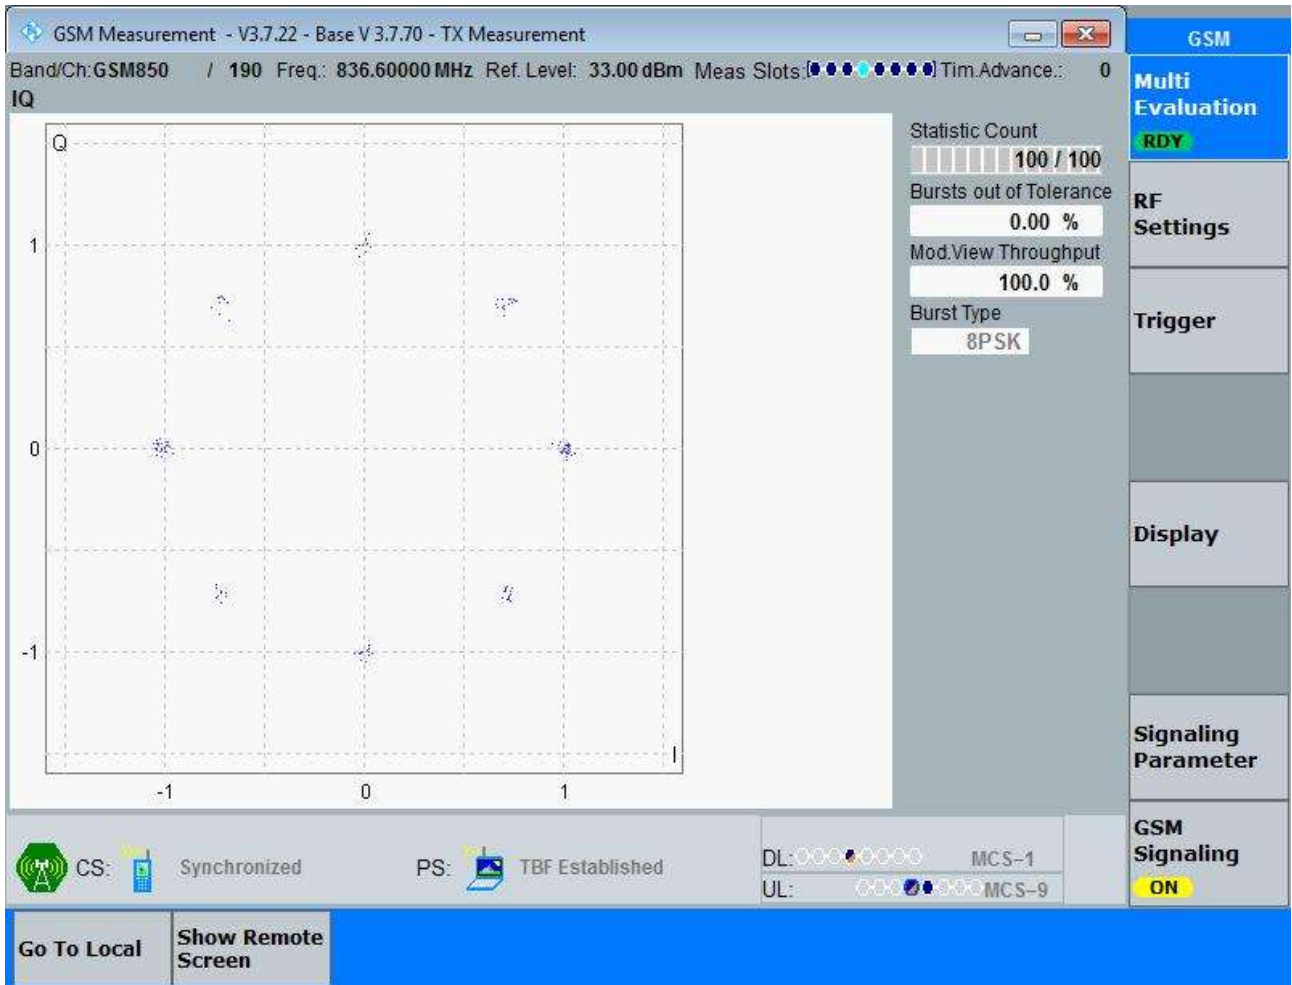 GSM Measurement - V3.7.22 - Base V 3.7.70 - TX Measurement
GSM
Band/Ch:GSM850 / 190 Freq.: 836.60000 MHz Ref. Level: 33.00 dBm Meas Slots: Tim.Advance.: 0
IQ
Multi
Evaluation
RDY
Q
Statistic Count
100 / 100
Bursts out of Tolerance
0.00 %
Mod.View Throughput
100.0 %
Burst Type
8PSK
RF
Settings
Trigger
Display
Signaling
Parameter
GSM
Signaling
ON
1
0
-1
I
-1 0 1
CS: Synchronized PS: TBF Established
DL: MCS-1
UL: MCS-9
Go To Local
Show Remote
Screen